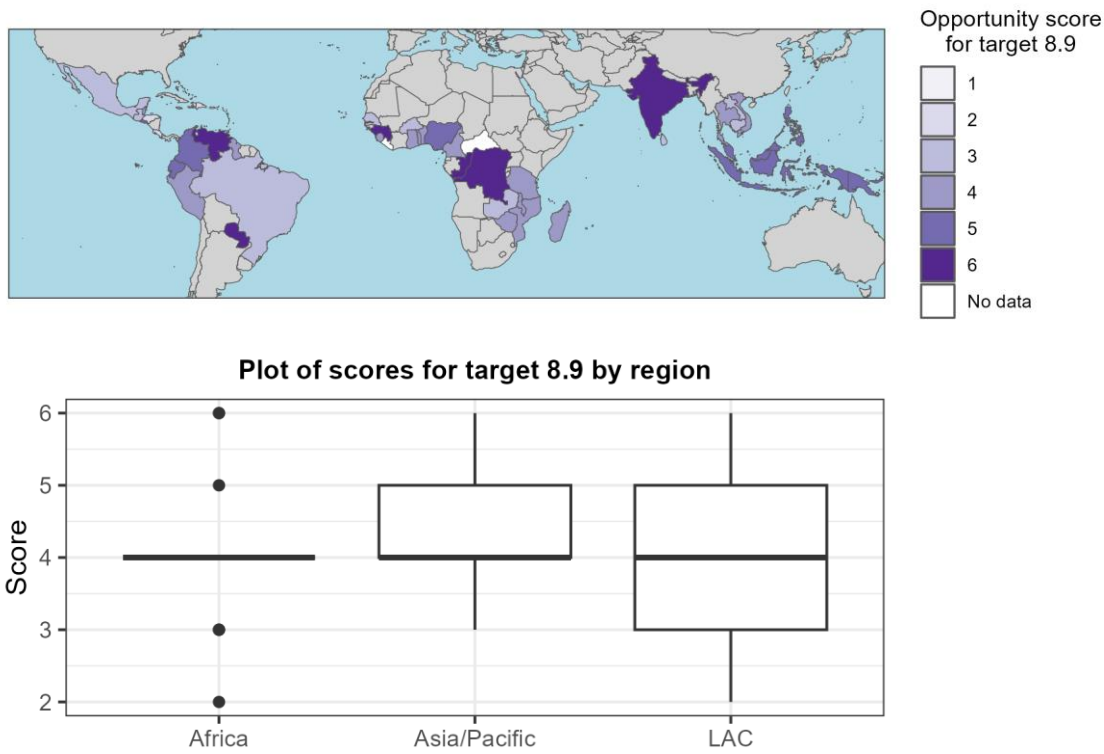 Opportunity score
for target 8.9
1
2
3
4
5
6
No data
Plot of scores for target 8.9 by region
Score
6
5
4
3
2
Africa
Asia/Pacific
LAC